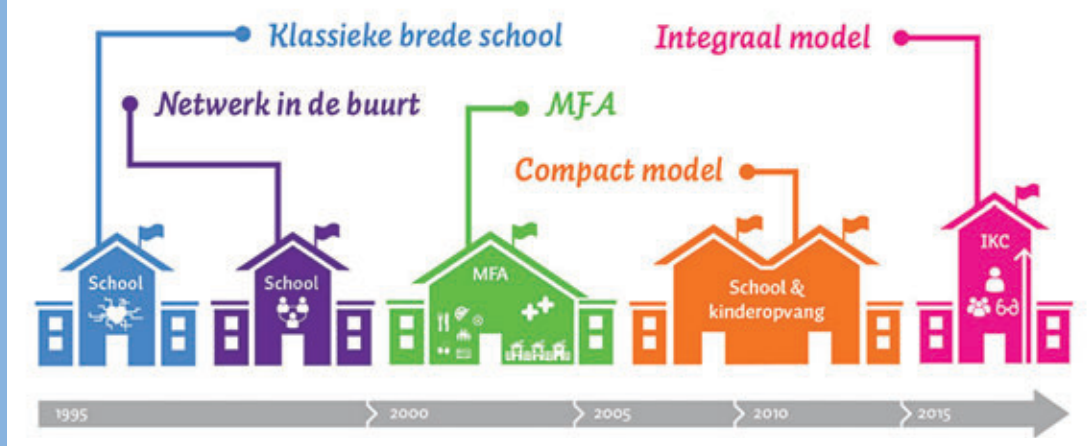 Klassieke brede school
Integraal model
Netwerk in de buurt
MFA
Compact model
School
School
MFA
School &
kinderopvang
IKC
1995
2000
2005
2010
2015